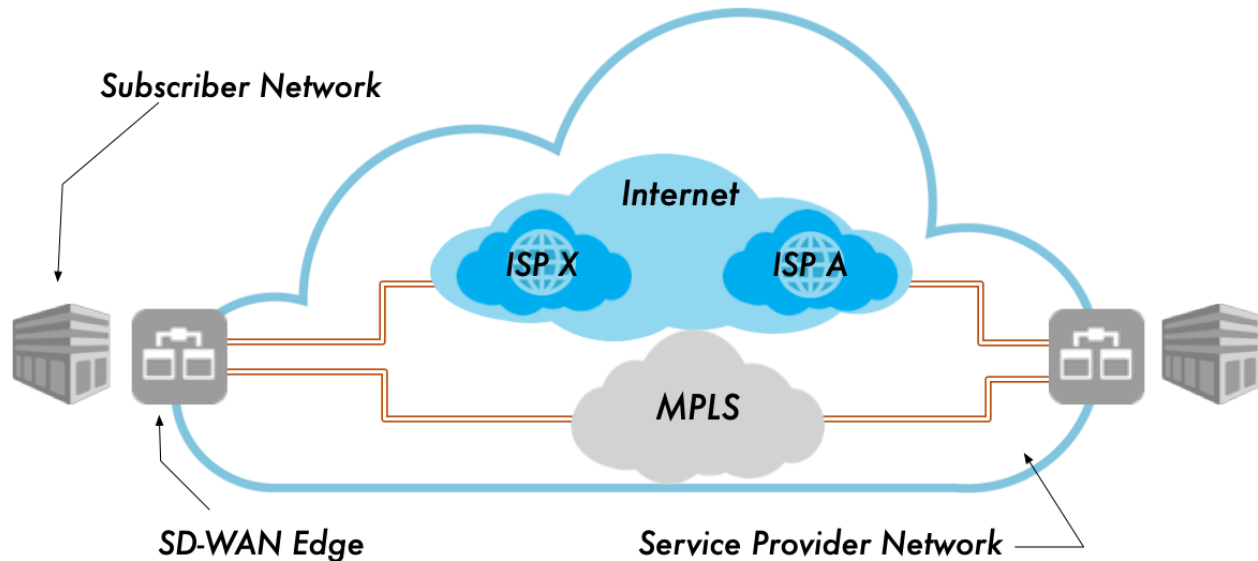 Subscriber Network
Internet
ISP X
ISP A
MPLS
SD-WAN Edge
Service Provider Network